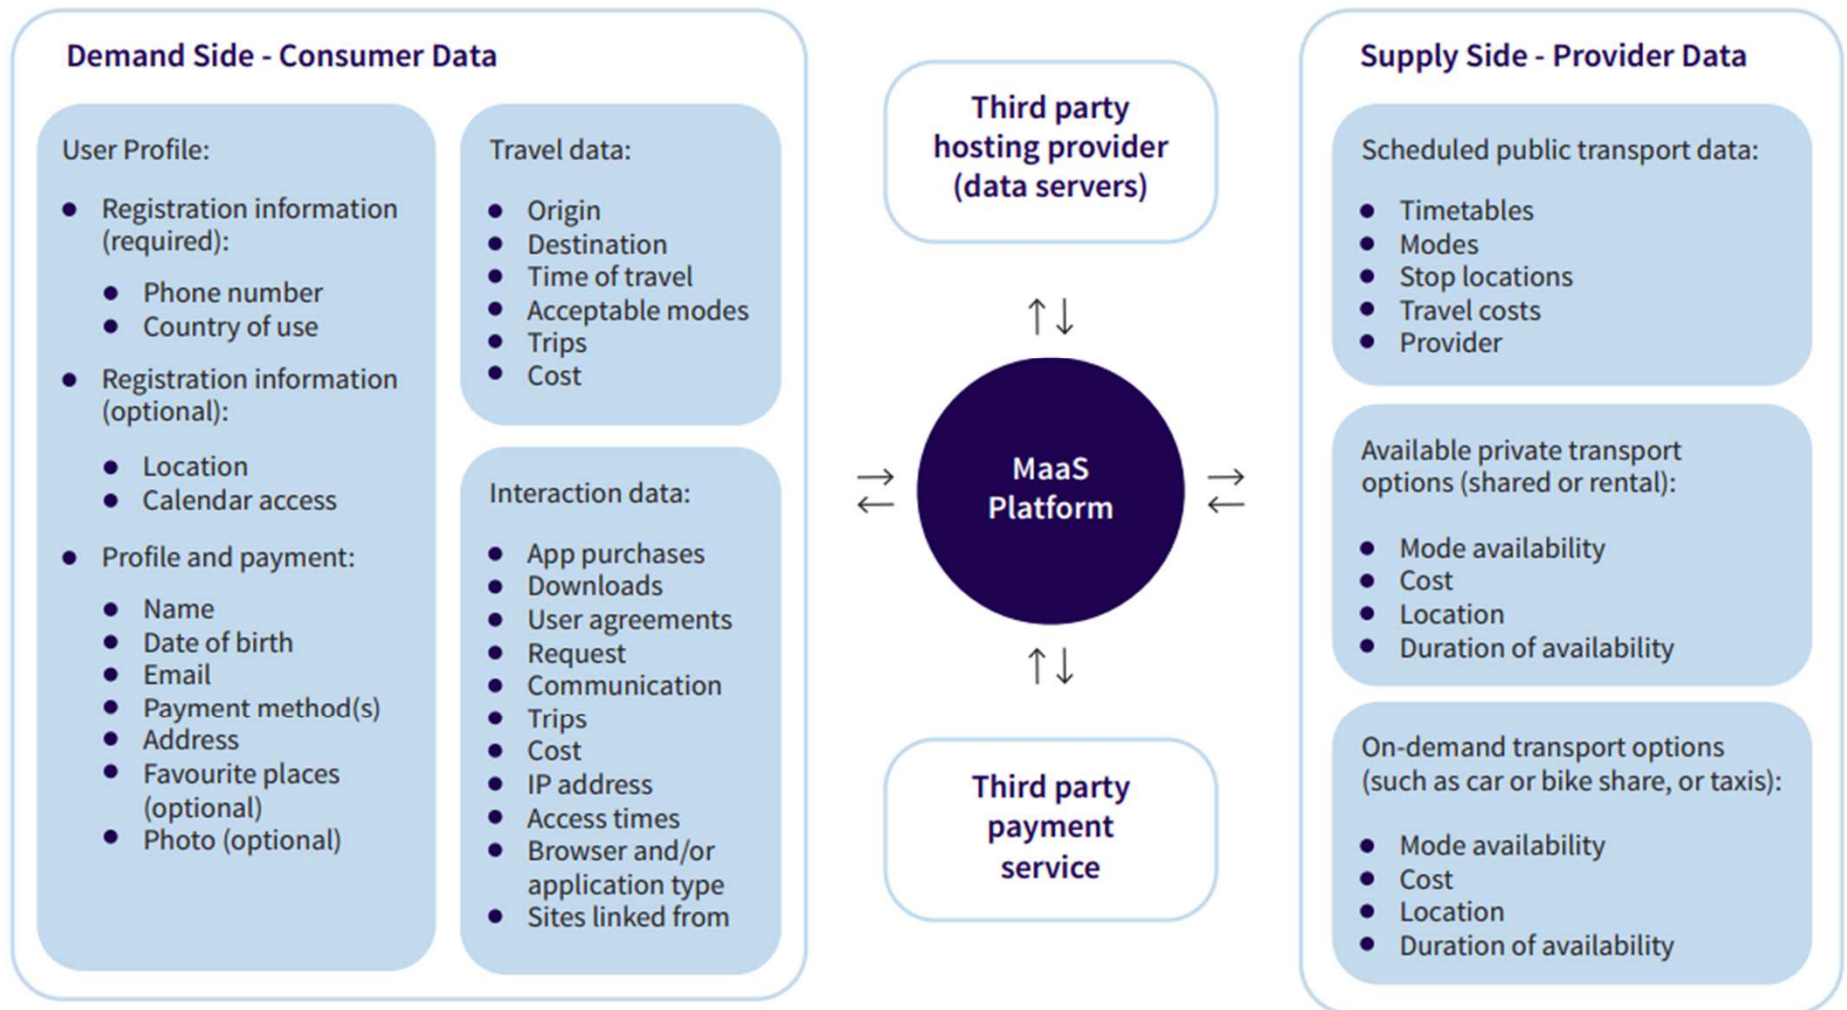 Demand Side - Consumer Data
User Profile:
Registration information
(required):
Phone number
Country of use
Registration information
(optional):
Location
Calendar access
Profile and payment:
Name
Date of birth
Email
Payment method(s)
Address
Favourite places
(optional)
Photo (optional)
Travel data:
Origin
Destination
Time of travel
Acceptable modes
Trips
Cost
Interaction data:
App purchases
Downloads
User agreements
Request
Communication
Trips
Cost
IP address
Access times
Browser and/or
application type
Sites linked from
Third party
hosting provider
(data servers)
MaaS
Platform
Third party
payment
service
Supply Side - Provider Data
Scheduled public transport data:
Timetables
Modes
Stop locations
Travel costs
Provider
Available private transport
options (shared or rental):
Mode availability
Cost
Location
Duration of availability
On-demand transport options
(such as car or bike share, or taxis):
Mode availability
Cost
Location
Duration of availability